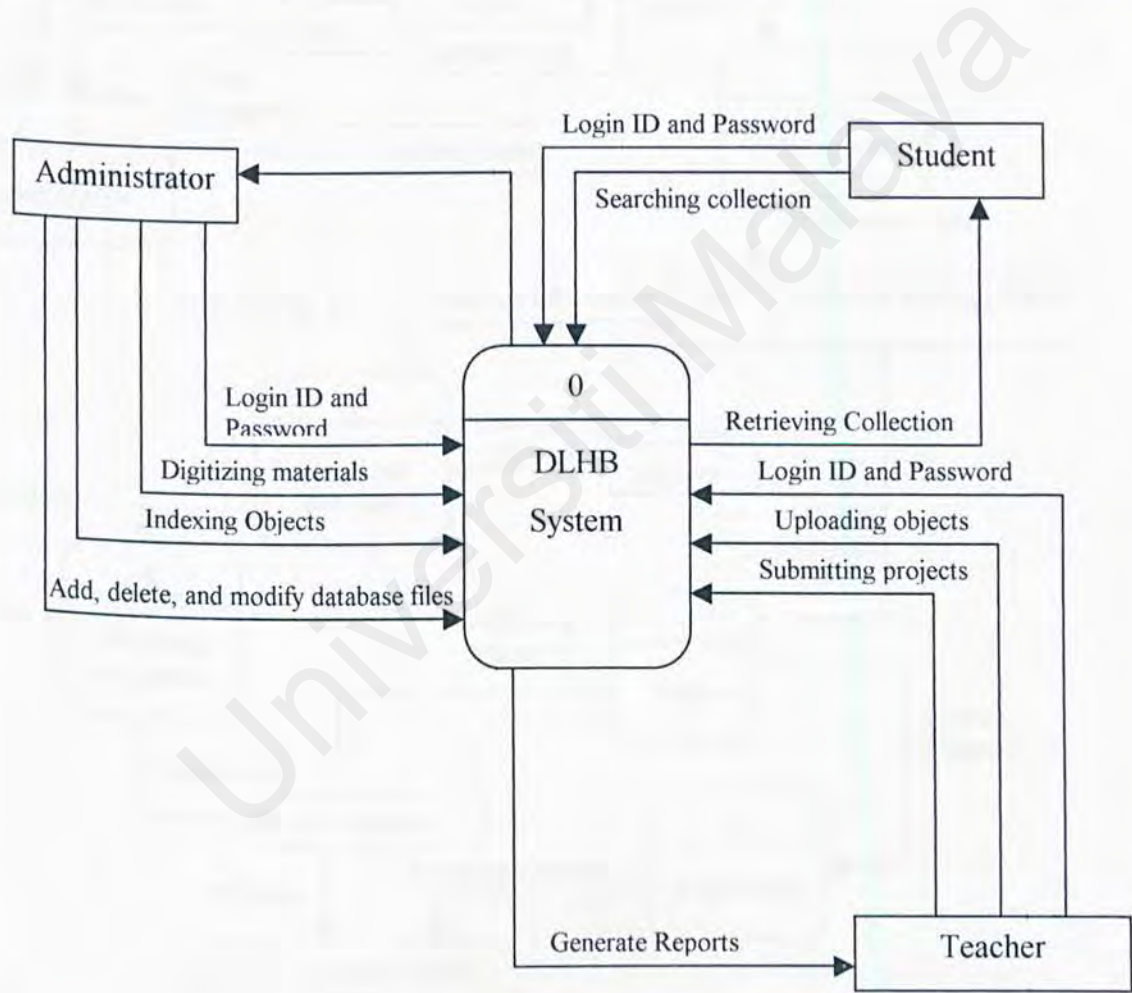 Login ID and Password
Student
Administrator
Searching collection
0
Login ID and
Password
Retrieving Collection
DLHB
Digitizing materials
Login ID and Password
System
Indexing Objects
Uploading objects
Add, delete, and modify database files
Submitting projects
Generate Reports
Teacher
Universiti Malaya